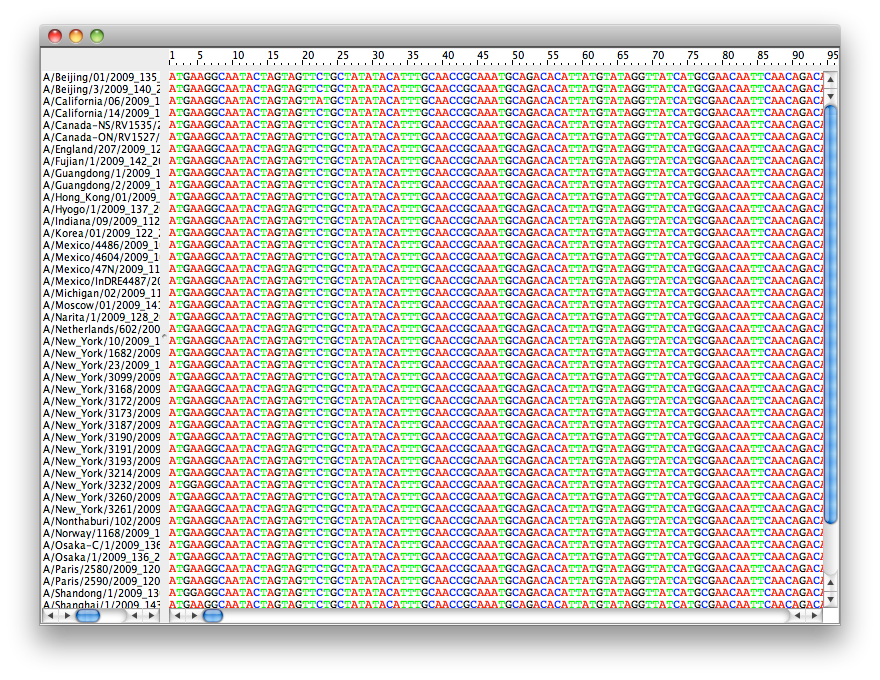 1 5 10 15 20 25 30 35 40 45 50 55 60 65 70 75 80 85 90 95
A/Beijing/01/2009_135_ ATGAAGGCAATACTAGTAGTTCTGCTATATACATTTGCAACCGCAAATGCAGACACATTATGTATAGGTTATCATGCGAACAATTCAACAGACA
A/Beijing/3/2009_140_2 ATGAAGGCAATACTAGTAGTTCTGCTATATACATTTGCAACCGCAAATGCAGACACATTATGTATAGGTTATCATGCGAACAATTCAACAGACA
A/California/06/2009_1 ATGAAGGCAATACTAGTAGTTATGCTATATACATTTGCAACCGCAAATGCAGACACATTATGTATAGGTTATCATGCGAACAATTCAACAGACA
A/California/14/2009_1 ATGAAGGCAATACTAGTAGTTCTGCTATATACATTTGCAACCGCAAATGCAGACACATTATGTATAGGTTATCATGCGAACAATTCAACAGACA
A/Canada-NS/RV1535/2 ATGAAGGCAATACTAGTAGTTCTGCTATATACATTTGCAACCGCAAATGCAGACACATTATGTATAGGTTATCATGCGAACAATTCAACAGACA
A/Canada-ON/RV1527/ ATGAAGGCAATACTAGTAGTTCTGCTATATACATTTGCAACCGCAAATGCAGACACATTATGTATAGGTTATCATGCGAACAATTCAACAGACA
A/England/207/2009_12 ATGAAGGCAATACTAGTAGTTCTGCTATATACATTTGCAACCGCAAATGCAGACACATTATGTATAGGTTATCATGCGAACAATTCAACAGACA
A/Fujian/1/2009_142_20 ATGAAGGCAATACTAGTAGTTCTGCTATATACATTTGCAACCGCAAATGCAGACACATTATGTATAGGTTATCATGCGAACAATTCAACAGACA
A/Guangdong/1/2009_1 ATGAAGGCAATACTAGTAGTTCTGCTATATACATTTGCAACCGCAAATGCAGACACATTATGTATAGGTTATCATGCGAACAATTCAACAGACA
A/Guangdong/2/2009_1 ATGAAGGCAATACTAGTAGTTCTGCTATATACATTTGCAACCGCAAATGCAGACACATTATGTATAGGTTATCATGCGAACAATTCAACAGACA
A/Hong_Kong/01/2009_ ATGAAGGCAATACTAGTAGTTCTGCTATATACATTTGCAACCGCAAATGCAGACACATTATGTATAGGTTATCATGCGAACAATTCAACAGACA
A/Hyogo/1/2009_137_2 ATGAAGGCAATACTAGTAGTTCTGCTATATACATTTGCAACCGCAAATGCAGACACATTATGTATAGGTTATCATGCGAACAATTCAACAGACA
A/Indiana/09/2009_112 ATGAAGGCAATACTAGTAGTTCTGCTATATACATTTGCAACCGCAAATGCAGACACATTATGTATAGGTTATCATGCGAACAATTCAACAGACA
A/Korea/01/2009_122_2 ATGAAGGCAATACTAGTAGTTCTGCTATATACATTTGCAACCGCAAATGCAGACACATTATGTATAGGTTATCATGCGAACAATTCAACAGACA
A/Mexico/4486/2009_1 ATGAAGGCAATACTAGTAGTTCTGCTATATACATTTGCAACCGCAAATGCAGACACATTATGTATAGGTTATCATGCGAACAATTCAACAGACA
A/Mexico/4604/2009_1 ATGAAGGCAATACTAGTAGTTCTGCTATATACATTTGCAACCGCAAATGCAGACACATTATGTATAGGTTATCATGCGAACAATTCAACAGACA
A/Mexico/47N/2009_11 ATGAAGGCAATACTAGTAGTTCTGCTATATACATTTGCAACCGCAAATGCAGACACATTATGTATAGGTTATCATGCGAACAATTCAACAGACA
A/Mexico/InDRE4487/20 ATGAAGGCAATACTAGTAGTTCTGCTATATACATTTGCAACCGCAAATGCAGACACATTATGTATAGGTTATCATGCGAACAATTCAACAGACA
A/Michigan/02/2009_11 ATGAAGGCAATACTAGTAGTTCTGCTATATACATTTGCAACCGCAAATGCAGACACATTATGTATAGGTTATCATGCGAACAATTCAACAGACA
A/Moscow/01/2009_141 ATGAAGGCAATACTAGTAGTTCTGCTATATACATTTGCAACCGCAAATGCAGACACATTATGTATAGGTTATCATGCGAACAATTCAACAGACA
A/Narita/1/2009_128_2 ATGAAGGCAATACTAGTAGTTCTGCTATATACATTTGCAACCGCAAATGCAGACACATTATGTATAGGTTATCATGCGAACAATTCAACAGACA
A/Netherlands/602/200 ATGAAGGCAATACTAGTAGTTCTGCTATATACATTTGCAACCGCAAATGCAGACACATTATGTATAGGTTATCATGCGAACAATTCAACAGACA
A/New_York/10/2009_1 ATGAAGGCAATACTAGTAGTTCTGCTATATACATTTGCAACCGCAAATGCAGACACATTATGTATAGGTTATCATGCGAACAATTCAACAGACA
A/New_York/1682/2009 ATGAAGGCAATACTAGTAGTTCTGCTATATACATTTGCAACCGCAAATGCAGACACATTATGTATAGGTTATCATGCGAACAATTCAACAGACA
A/New_York/23/2009_1 ATGAAGGCAATACTAGTAGTTCTGCTATATACATTTGCAACCGCAAATGCAGACACATTATGTATAGGTTATCATGCGAACAATTCAACAGACA
A/New_York/3099/2009 ATGAAGGCAATACTAGTAGTTCTGCTATATACATTTGCAACCGCAAATGCAGACACATTATGTATAGGTTATCATGCGAACAATTCAACAGACA
A/New_York/3168/2009 ATGAAGGCAATACTAGTAGTTCTGCTATATACATTTGCAACCGCAAATGCAGACACATTATGTATAGGTTATCATGCGAACAATTCAACAGACA
A/New_York/3172/2009 ATGAAGGCAATACTAGTAGTTCTGCTATATACATTTGCAACCGCAAATGCAGACACATTATGTATAGGTTATCATGCGAACAATTCAACAGACA
A/New_York/3173/2009 ATGAAGGCAATACTAGTAGTTCTGCTATATACATTTGCAACCGCAAATGCAGACACATTATGTATAGGTTATCATGCGAACAATTCAACAGACA
A/New_York/3187/2009 ATGAAGGCAATACTAGTAGTTCTGCTATATACATTTGCAACCGCAAATGCAGACACATTATGTATAGGTTATCATGCGAACAATTCAACAGACA
A/New_York/3190/2009 ATGAAGGCAATACTAGTAGTTCTGCTATATACATTTGCAACCGCAAATGCAGACACATTATGTATAGGTTATCATGCGAACAATTCAACAGACA
A/New_York/3191/2009 ATGAAGGCAATACTAGTAGTTCTGCTATATACATTTGCAACCGCAAATGCAGACACATTATGTATAGGTTATCATGCGAACAATTCAACAGACA
A/New_York/3193/2009 ATGAAGGCAATACTAGTAGTTCTGCTATATACATTTGCAACCGCAAATGCAGACACATTATGTATAGGTTATCATGCGAACAATTCAACAGACA
A/New_York/3214/2009 ATGAAGGCAATACTAGTAGTTCTGCTATATACATTTGCAACCGCAAATGCAGACACATTATGTATAGGTTATCATGCGAACAATTCAACAGACA
A/New_York/3232/2009 ATGGAGGCAATACTAGTAGTTCTGCTATATACATTTGCAACCGCAAATGCAGACACATTATGTATAGGTTATCATGCGAACAATTCAACAGACA
A/New_York/3260/2009 ATGAAGGCAATACTAGTAGTTCTGCTATATACATTTGCAACCGCAAATGCAGACACATTATGTATAGGTTATCATGCGAACAATTCAACAGACA
A/New_York/3261/2009 ATGAAGGCAATACTAGTAGTTCTGCTATATACATTTGCAACCGCAAATGCAGACACATTATGTATAGGTTATCATGCGAACAATTCAACAGACA
A/Nonthaburi/102/2009 ATGAAGGCAATACTAGTAGTTCTGCTATATACATTTGCAACCGCAAATGCAGACACATTATGTATAGGTTATCATGCGAACAATTCAACAGACA
A/Norway/1168/2009_1 ATGAAGGCAATACTAGTAGTTCTGCTATATACATTTGCAACCGCAAATGCAGACACATTATGTATAGGTTATCATGCGAACAATTCAACAGACA
A/Osaka-C/1/2009_136 ATGAAGGCAATACTAGTAGTTCTGCTATATACATTTGCAACCGCAAATGCAGACACATTATGTATAGGTTATCATGCGAACAATTCAACAGACA
A/Osaka/1/2009_136_2 ATGAAGGCAATACTAGTAGTTCTGCTATATACATTTGCAACCGCAAATGCAGACACATTATGTATAGGTTATCATGCGAACAATTCAACAGACA
A/Paris/2580/2009_120 ATGAAGGCAATACTAGTAGTTCTGCTATATACATTTGCAACCGCAAATGCAGACACATTATGTATAGGTTATCATGCGAACAATTCAACAGACA
A/Paris/2590/2009_120 ATGAAGGCAATACTAGTAGTTCTGCTATATACATTTGCAACCGCAAATGCAGACACATTATGTATAGGTTATCATGCGAACAATTCAACAGACA
A/Shandong/1/2009_13 ATGGAGGCAATACTAGTAGTTCTGCTATATACATTTGCAACCGCAAATGCAGACACATTATGTATAGGTTATCATGCGAACAATTCAACAGACA
A/Shanghai/1/2009_143 ATGAAGGCAATACTAGTAGTTCTGCTATATACATTTGCAACCGCAAATGCAGACACATTATGTATAGGTTATCATGCGAACAATTCAACAGACA